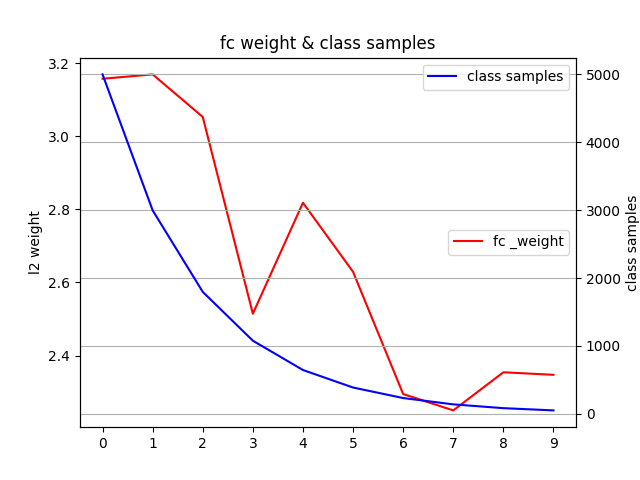 fc weight & class samples
3.2
3.0
2.8
2.6
2.4
l2 weight
class samples
fc _weight
5000
4000
3000
2000
1000
0
class samples
0 1 2 3 4 5 6 7 8 9